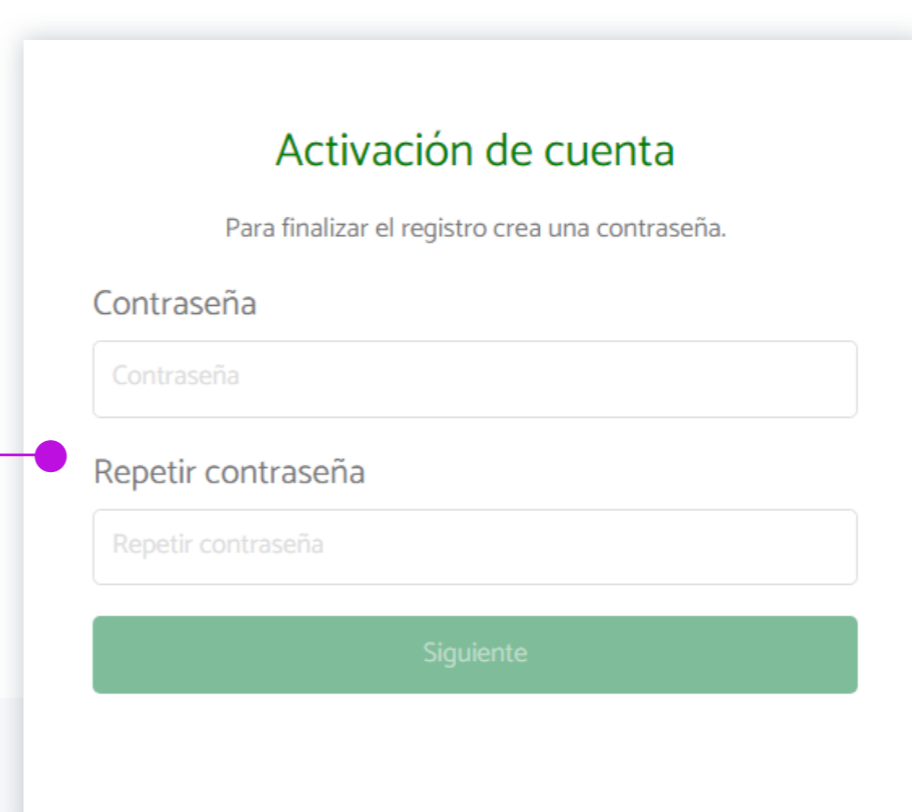 Activación de cuenta
Para finalizar el registro crea una contraseña.
Contraseña
Contraseña
Repetir contraseña
Repetir contraseña
Siguiente